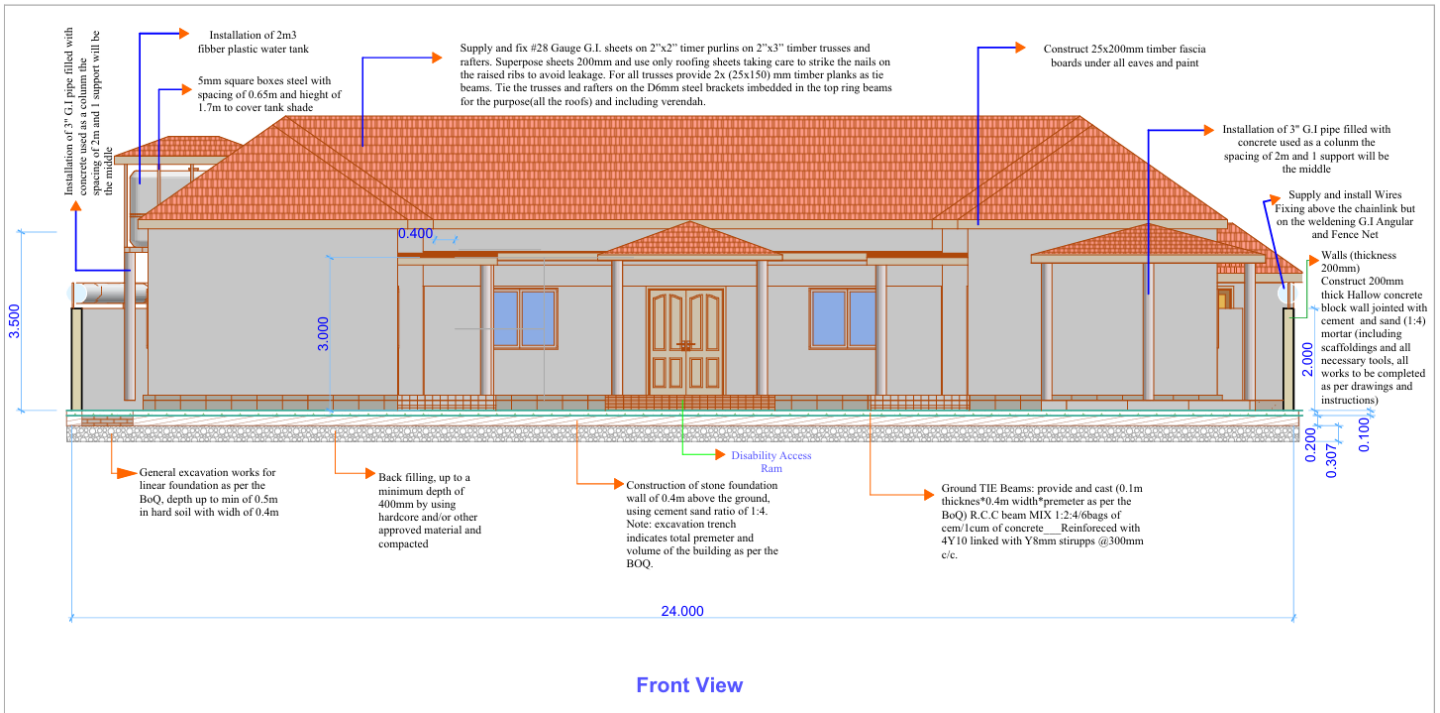 Installation of 2m3
fibber plastic water tank
5mm square boxes steel with
spacing of 0.65m and hieght of
1.7m to cover tank shade
Installation of 3" G.I pipe filled with
concrete used as a column the
spacing of 2m and 1 support will be
the middle
Supply and fix #28 Gauge G.I. sheets on 2”x2” timer purlins on 2”x3” timber trusses and
rafters. Superpose sheets 200mm and use only roofing sheets taking care to strike the nails on
the raised ribs to avoid leakage. For all trusses provide 2x (25x150) mm timber planks as tie
beams. Tie the trusses and rafters on the D6mm steel brackets imbedded in the top ring beams
for the purpose(all the roofs) and including verendah.
Construct 25x200mm timber fascia
boards under all eaves and paint
Installation of 3" G.I pipe filled with
concrete used as a colunm the
spacing of 2m and 1 support will be
the middle
Supply and install Wires
Fixing above the chainlink but
on the weldening G.I Angular
and Fence Net
Walls (thickness
200mm)
Construct 200mm
thick Hallow concrete
block wall jointed with
cement and sand (1:4)
mortar (including
scaffoldings and all
necessary tools, all
works to be completed
as per drawings and
instructions)
0.400
3.500
3.000
2.000
0.200
0.307
0.100
General excavation works for
linear foundation as per the
BoQ, depth up to min of 0.5m
in hard soil with widh of 0.4m
Back filling, up to a
minimum depth of
400mm by using
hardcore and/or other
approved material and
compacted
Construction of stone foundation
wall of 0.4m above the ground,
using cement sand ratio of 1:4.
Note: excavation trench
indicates total premeter and
volume of the building as per the
BOQ.
Disability Access
Ram
Ground TIE Beams: provide and cast (0.1m
thicknes*0.4m width*premeter as per the
BoQ) R.C.C beam MIX 1:2:4/6bags of
cem/1cum of concrete___Reinforeced with
4Y10 linked with Y8mm stirupps @300mm
c/c.
24.000
Front View